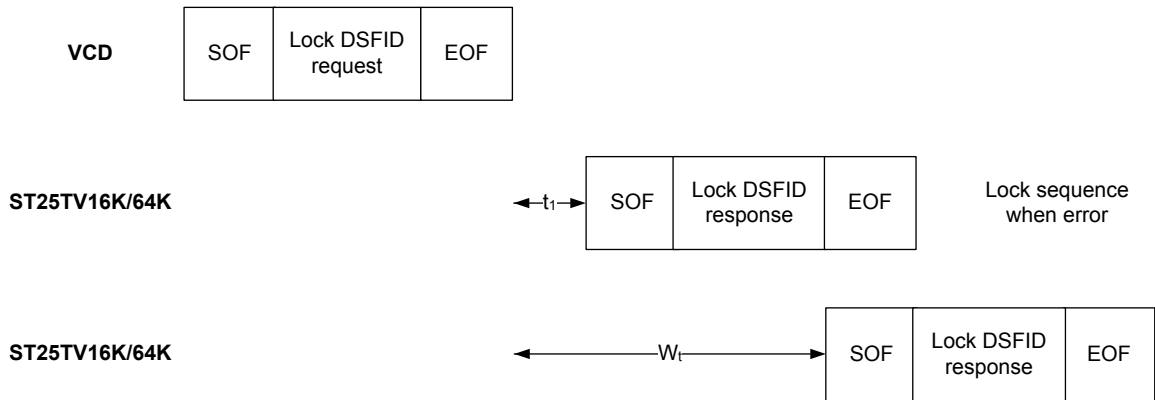 VCD
SOF
Lock DSFID
request
EOF
ST25TV16K/64K
t1
SOF
Lock DSFID
response
EOF
Lock sequence
when error
ST25TV16K/64K
Wt
SOF
Lock DSFID
response
EOF